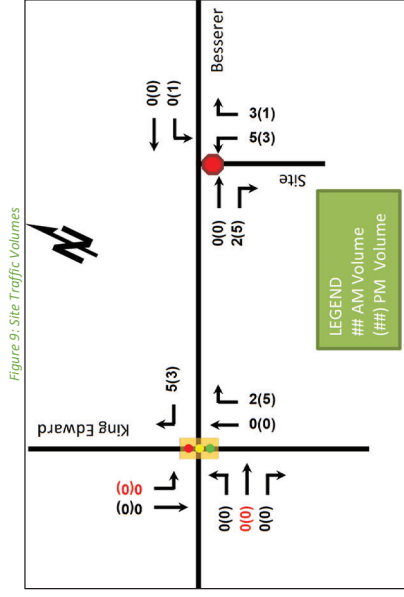 Figure 9: Site Traffic Volumes
N
King Edward
Besserer
Site
0(0)
0(0)
5(3)
0(0)
0(1)
0(0)
0(0)
0(0)
2(5)
0(0)
0(0)
2(5)
3(1)
5(3)
LEGEND
## AM Volume
(##) PM Volume